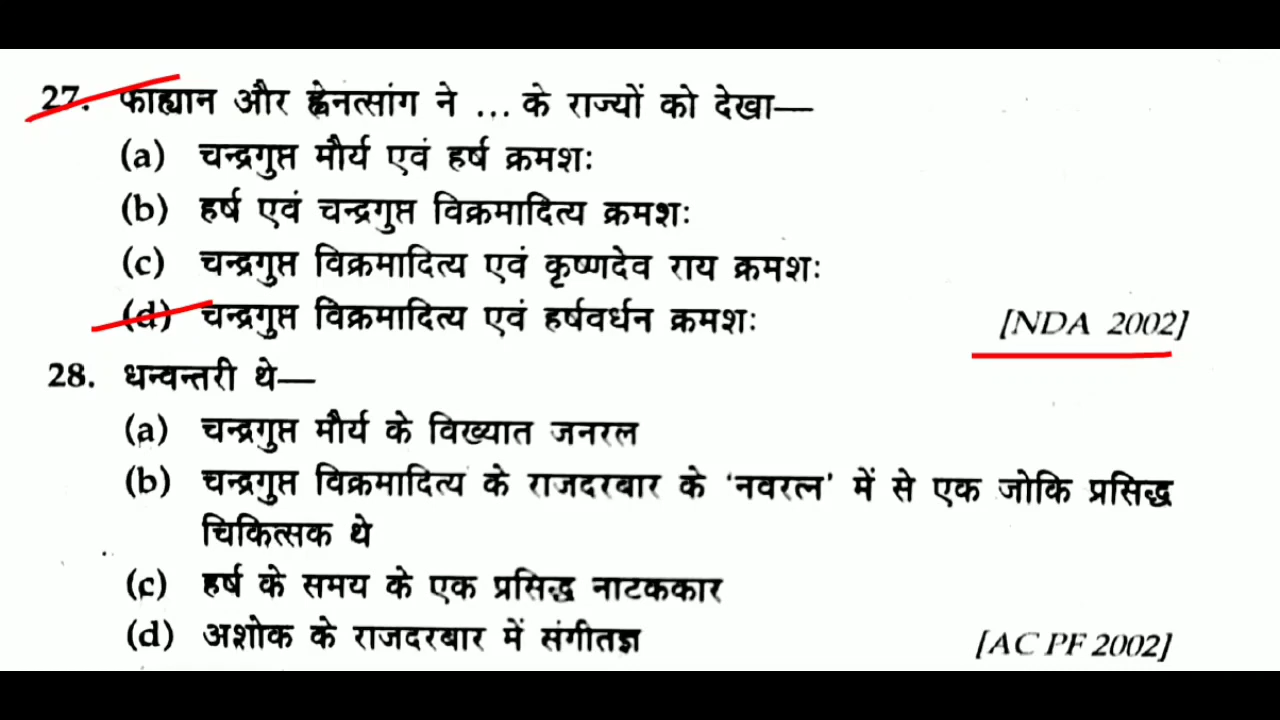 27. फाह्यान और ह्वेनत्सांग ने ... के राज्यों को देखा—
(a) चन्द्रगुप्त मौर्य एवं हर्ष क्रमशः
(b) हर्ष एवं चन्द्रगुप्त विक्रमादित्य क्रमशः
(c) चन्द्रगुप्त विक्रमादित्य एवं कृष्णदेव राय क्रमशः
(d) चन्द्रगुप्त विक्रमादित्य एवं हर्षवर्धन क्रमशः [NDA 2002]
28. धन्वन्तरी थे—
(a) चन्द्रगुप्त मौर्य के विख्यात जनरल
(b) चन्द्रगुप्त विक्रमादित्य के राजदरबार के 'नवरत्न' में से एक जोकि प्रसिद्ध
चिकित्सक थे
(c) हर्ष के समय के एक प्रसिद्ध नाटककार
(d) अशोक के राजदरबार में संगीतज्ञ [AC PF 2002]